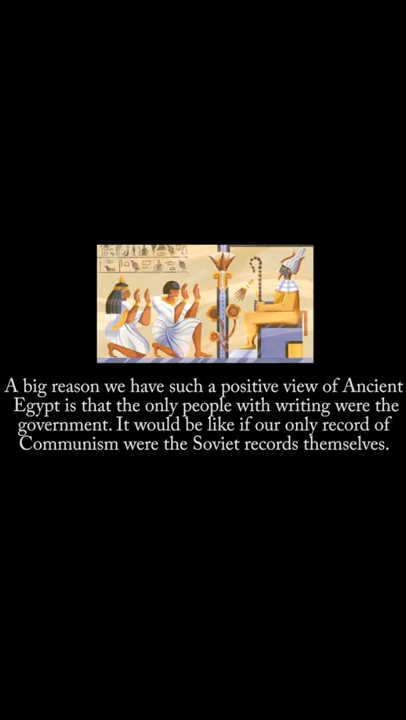 A big reason we have such a positive view of Ancient
Egypt is that the only people with writing were the
government. It would be like if our only record of
Communism were the Soviet records themselves.